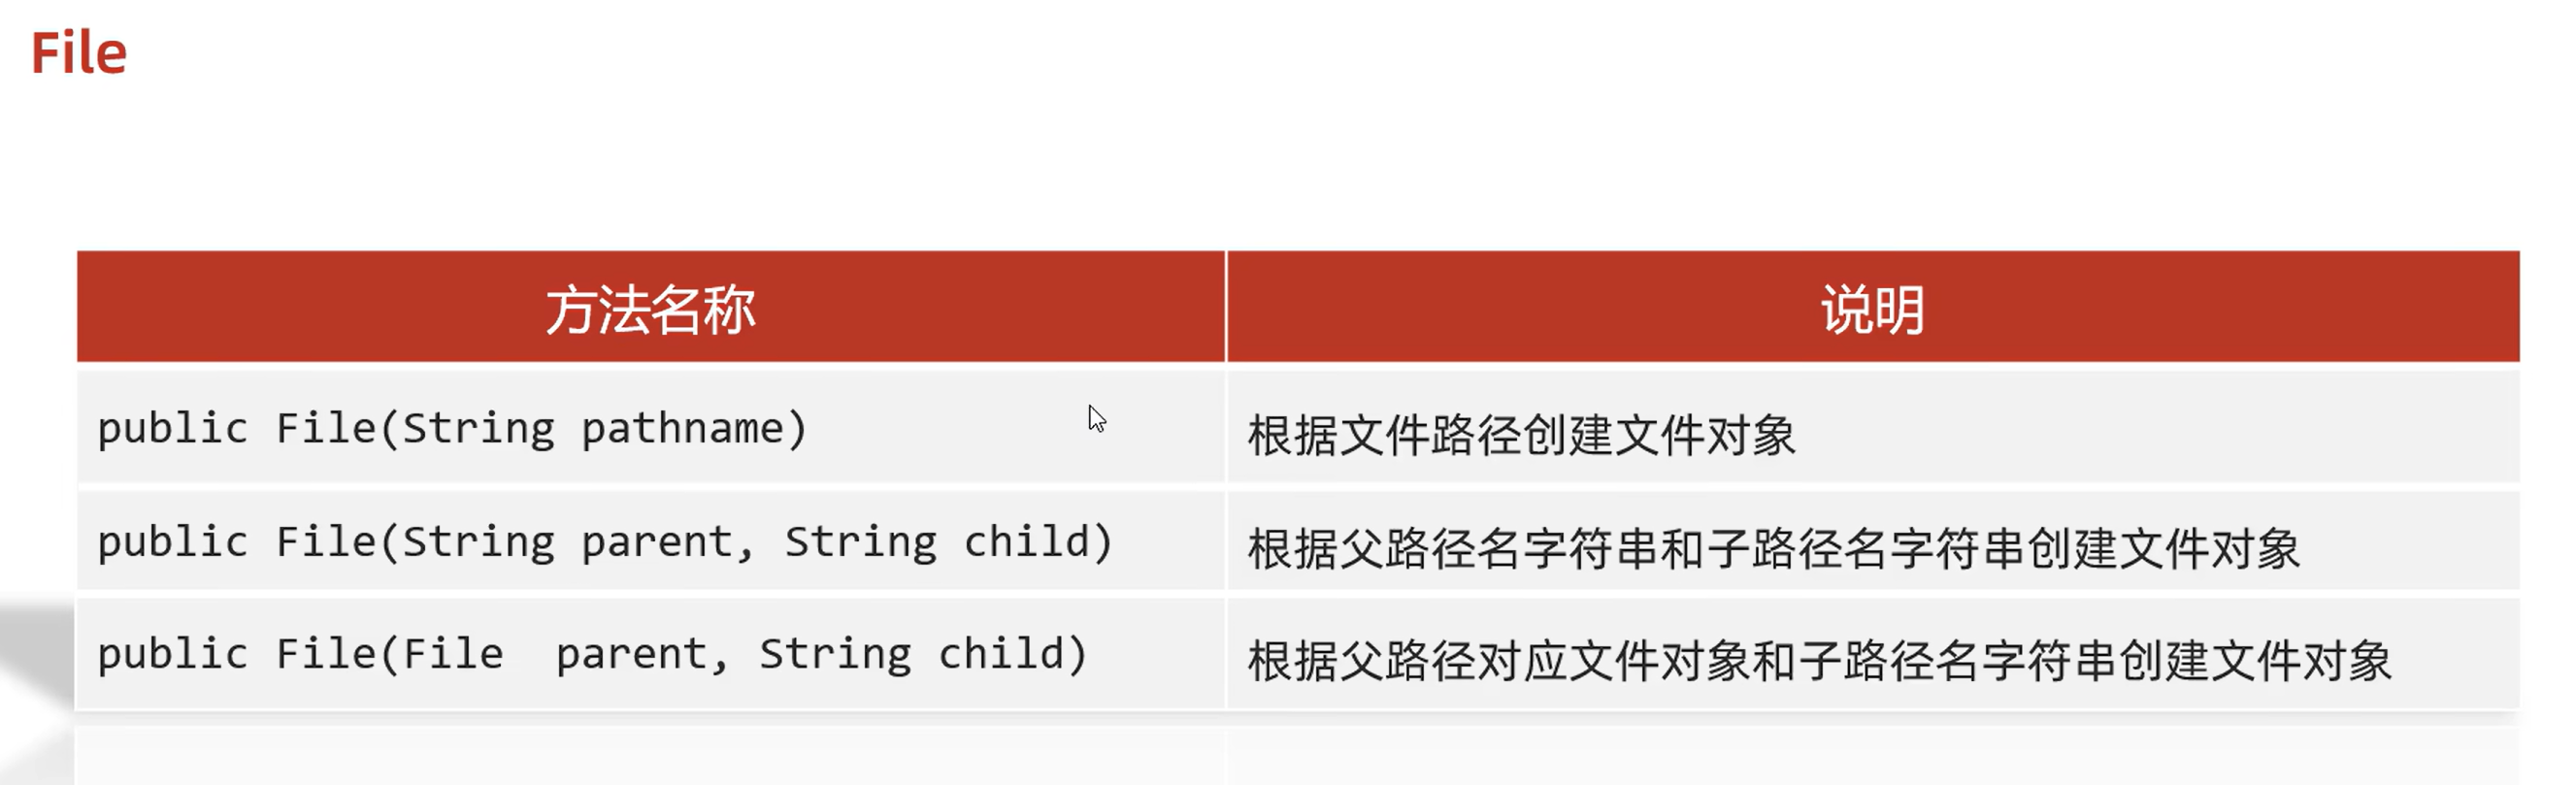 File
方法名称 说明
public File(String pathname) 根据文件路径创建文件对象
public File(String parent, String child) 根据父路径名字符串和子路径名字符串创建文件对象
public File(File  parent, String child) 根据父路径对应文件对象和子路径名字符串创建文件对象